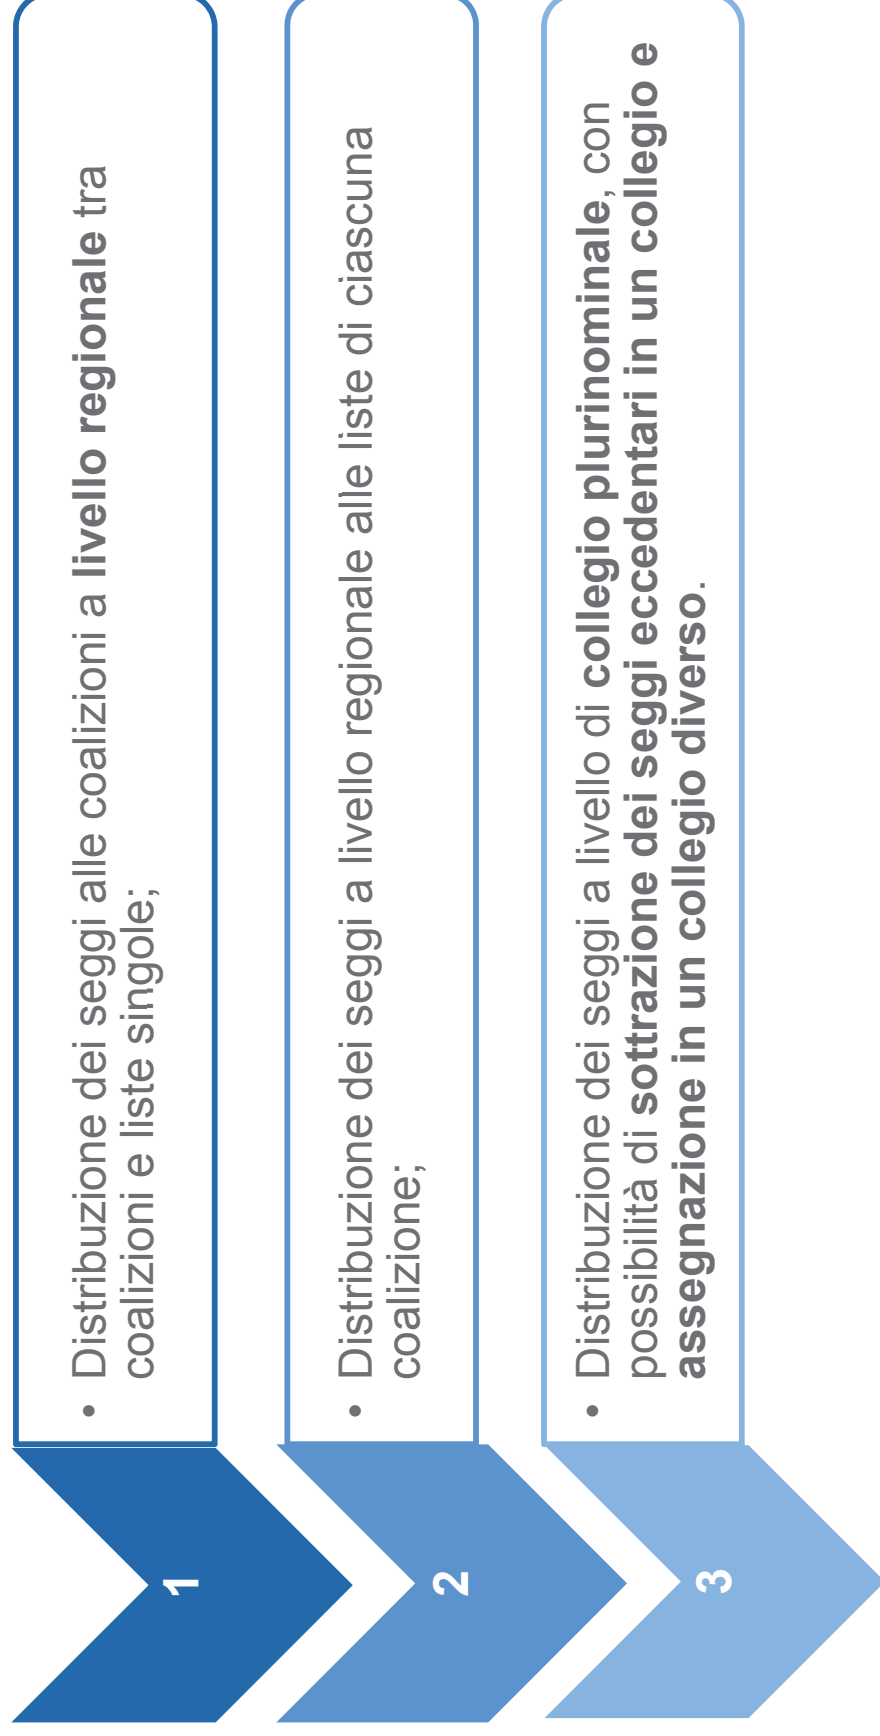 1
• Distribuzione dei seggi alle coalizioni a livello regionale tra
coalizioni e liste singole;
2
• Distribuzione dei seggi a livello regionale alle liste di ciascuna
coalizione;
3
• Distribuzione dei seggi a livello di collegio plurinominale, con
possibilità di sottrazione dei seggi eccedentari in un collegio e
assegnazione in un collegio diverso.